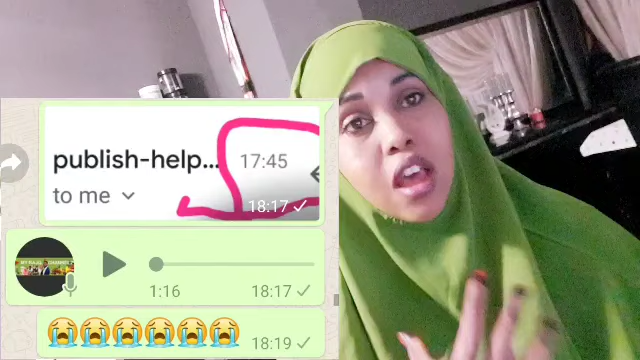 publish-help... 17:45
to me
18:17
1:16 18:17
😭😭😭😭😭😭 18:19